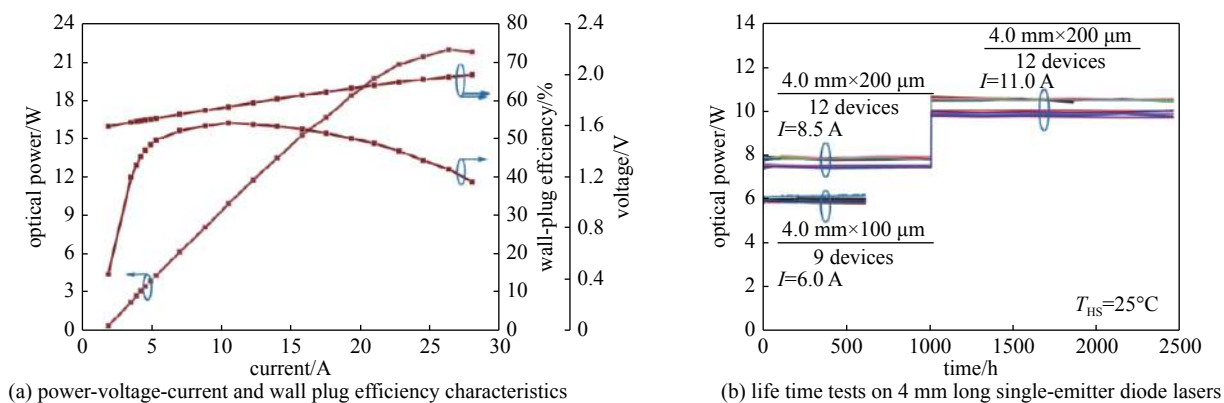 24
21
18
15
12
9
6
3
0
optical power/W
0
5
10
15
20
25
30
current/A
80
70
60
50
40
30
20
10
0
wall-plug effciency/%
2.4
2.0
1.6
1.2
0.8
0.4
0
voltage/V
(a) power-voltage-current and wall plug efficiency characteristics
14
12
10
8
6
4
2
0
optical power/W
4.0 mm×200 μm
12 devices
I=11.0 A
4.0 mm×200 μm
12 devices
I=8.5 A
4.0 mm×100 μm
9 devices
I=6.0 A
THS=25°C
0
500
1000
1500
2000
2500
time/h
(b) life time tests on 4 mm long single-emitter diode lasers